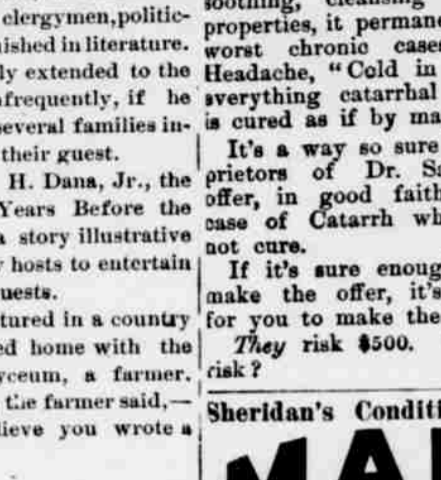 clergymen, politic-
ished in literature.
ly extended to the
frequently, if he
several families in-
their guest.
H. Dana, Jr., the
Years Before the
a story illustrative
hosts to entertain
uests.
tured in a country
ed home with the
yceum, a farmer.
the farmer said,—
lieve you wrote a
soothing, cleansing
properties, it perman
worst chronic case
Headache, "Cold in
everything catarrhal
is cured as if by ma
It's a way so sure
prietors of Dr. Sa
offer, in good faith
case of Catarrh wh
not cure.
If it's sure enoug
make the offer, it's
for you to make the
They risk $500.
risk?
Sheridan's Conditi
MAI